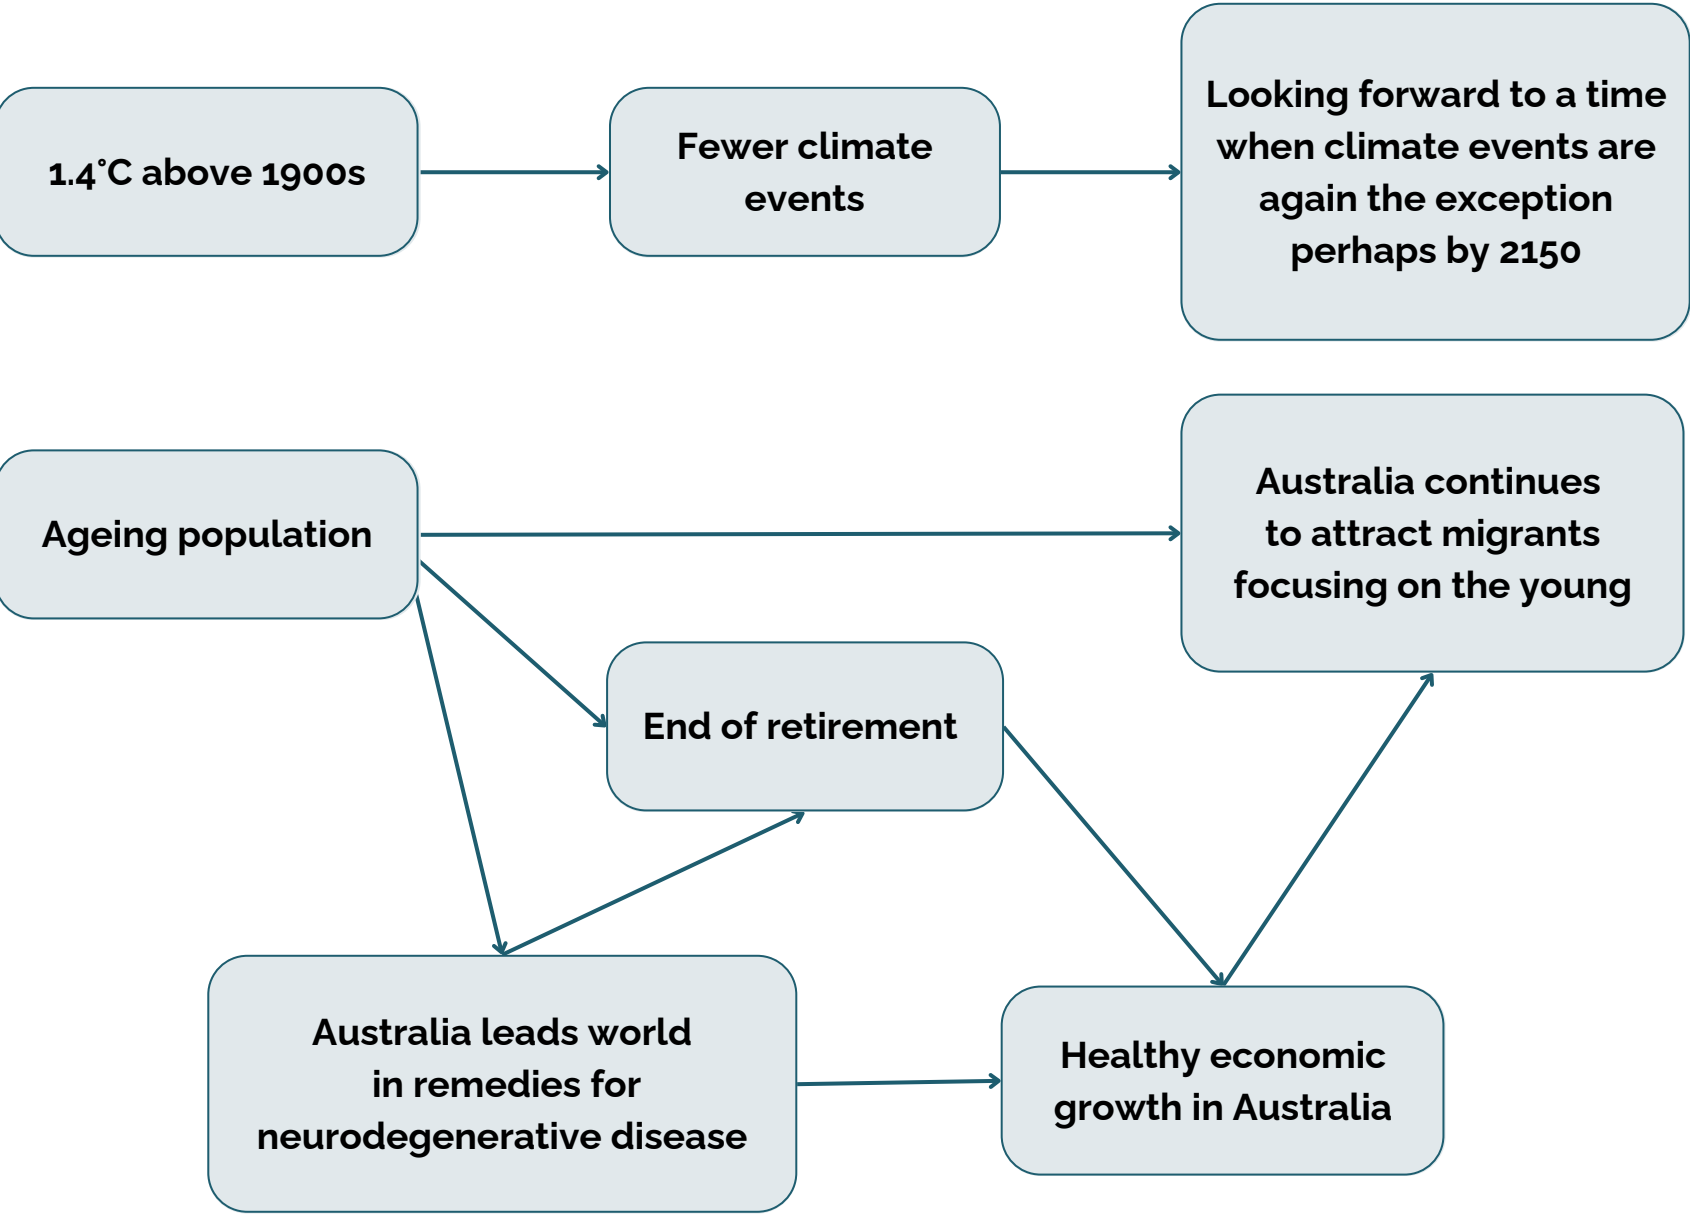 1.4°C above 1900s
Fewer climate
events
Looking forward to a time
when climate events are
again the exception
perhaps by 2150
Ageing population
Australia continues
to attract migrants
focusing on the young
End of retirement
Australia leads world
in remedies for
neurodegenerative disease
Healthy economic
growth in Australia